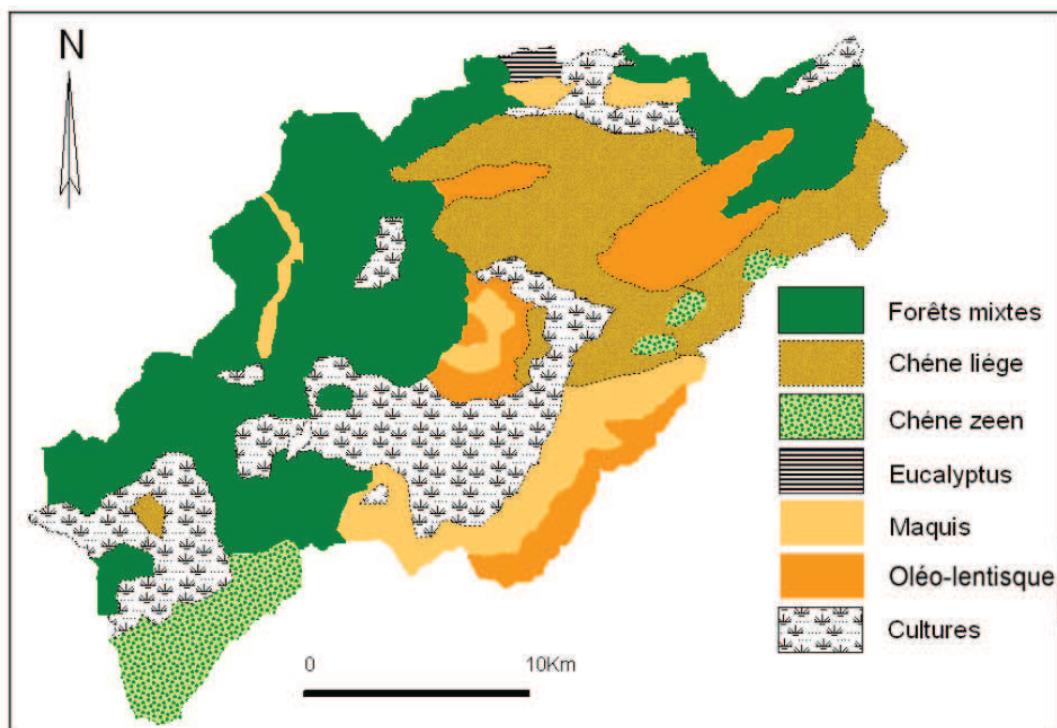 N
Forêts mixtes
Chéne liége
Chéne zeen
Eucalyptus
Maquis
Oléo-lentisque
Cultures
0 10Km